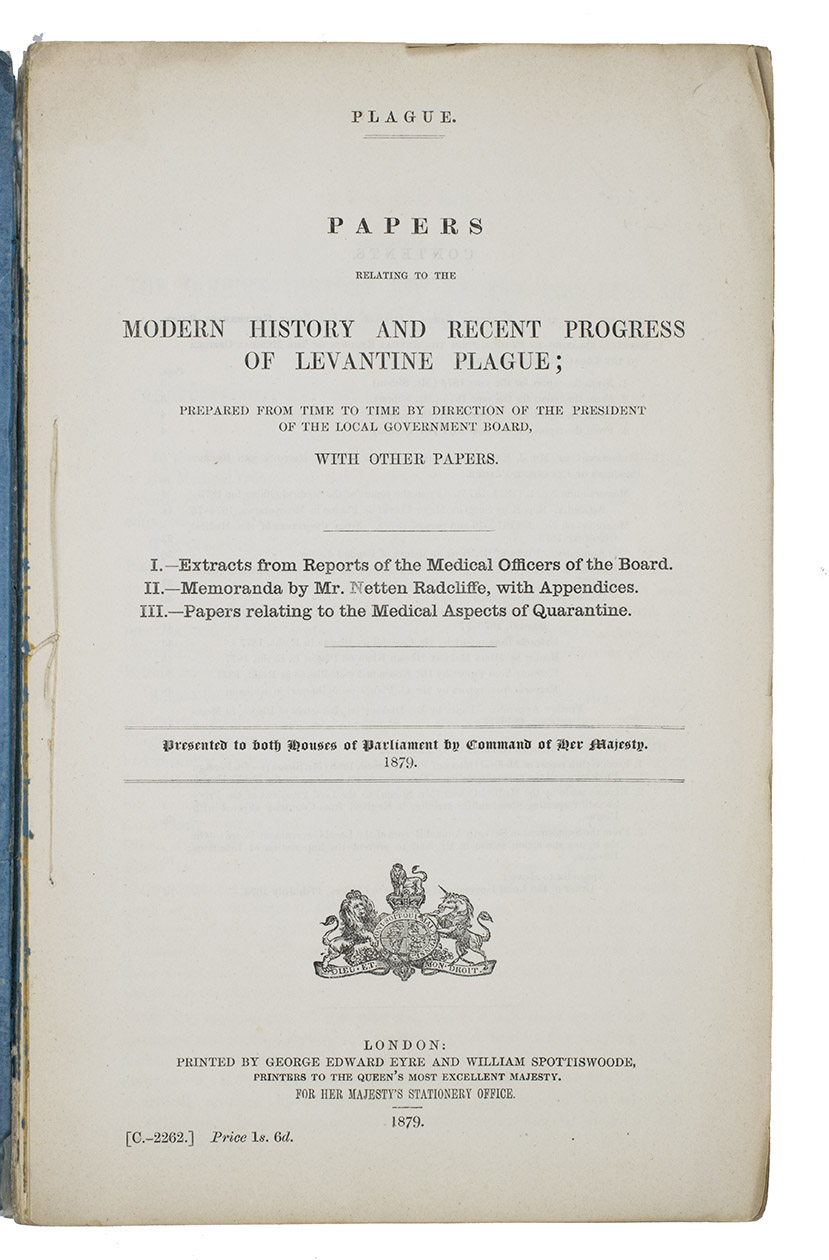 PLAGUE.
PAPERS
RELATING TO THE
MODERN HISTORY AND RECENT PROGRESS
OF LEVANTINE PLAGUE;
PREPARED FROM TIME TO TIME BY DIRECTION OF THE PRESIDENT
OF THE LOCAL GOVERNMENT BOARD,
WITH OTHER PAPERS.
I.—Extracts from Reports of the Medical Officers of the Board.
II.—Memoranda by Mr. Netten Radcliffe, with Appendices.
III.—Papers relating to the Medical Aspects of Quarantine.
Presented to both Houses of Parliament by Command of Her Majesty.
1879.
DIEU ET MON DROIT.
LONDON:
PRINTED BY GEORGE EDWARD EYRE AND WILLIAM SPOTTISWOODE,
PRINTERS TO THE QUEEN'S MOST EXCELLENT MAJESTY.
FOR HER MAJESTY'S STATIONERY OFFICE.
1879.
[C.-2262.] Price 1s. 6d.